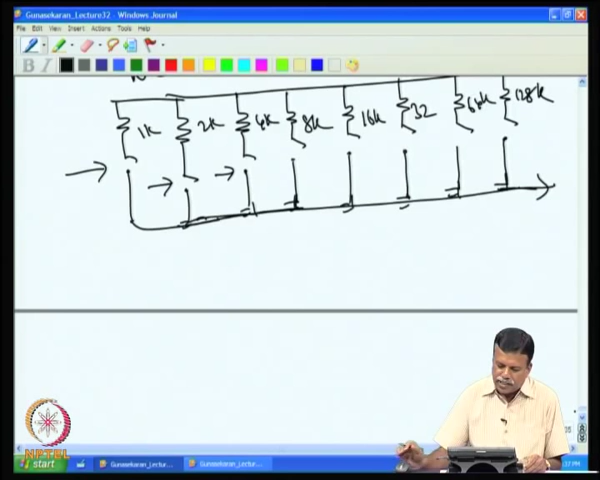 Gunasekaran_Lecture32 - Windows Journal
File Edit View Insert Actions Tools Help
B I
1k 2k 4k 8k 16k 32 64k 128k
NPTEL
start Gunasekaran_Lectur... Gunasekaran_Lectur...